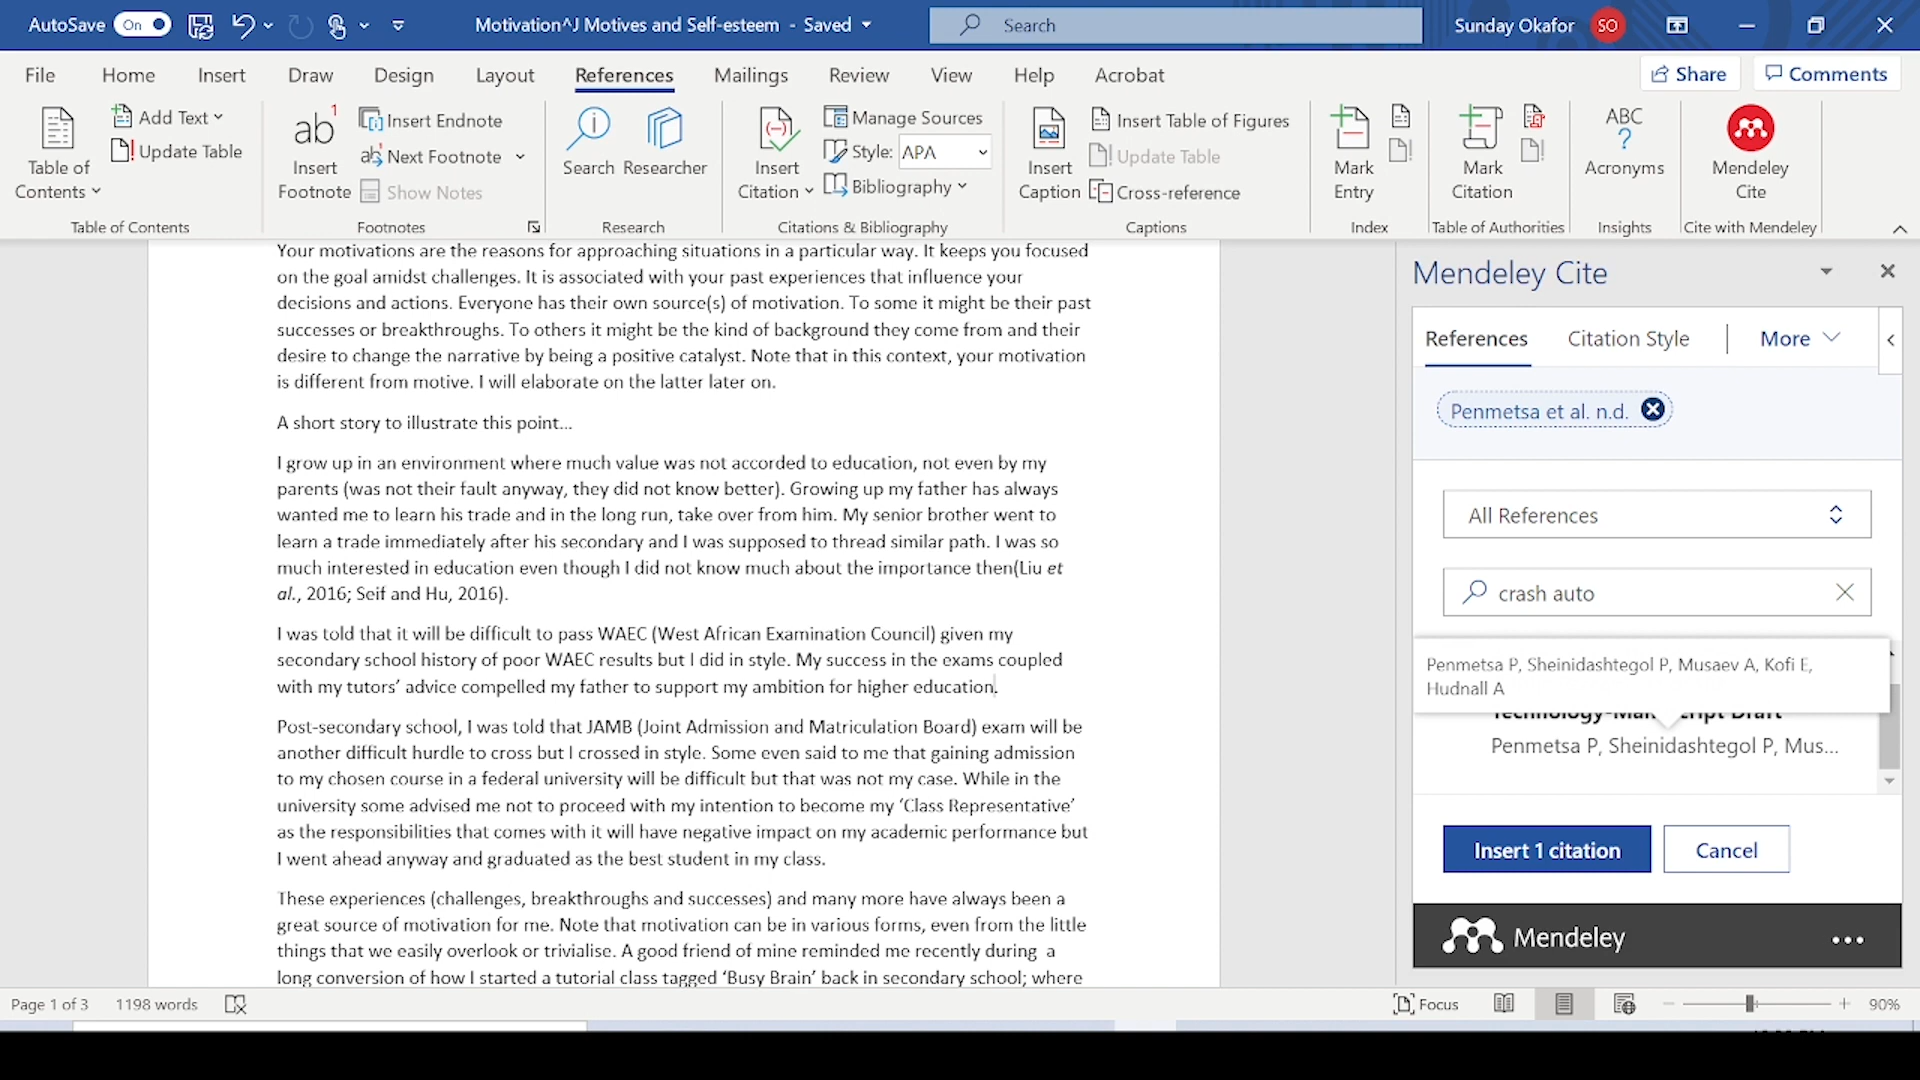 AutoSave On Motivation^J Motives and Self-esteem - Saved Search Sunday Okafor SO
File Home Insert Draw Design Layout References Mailings Review View Help Acrobat Share Comments
Table of Contents
Add Text
Update Table
Table of Contents
ab 1
Insert Footnote
Insert Endnote
Next Footnote
Show Notes
Footnotes
Search Researcher
Research
Insert Citation
Manage Sources
Style: APA
Bibliography
Citations & Bibliography
Insert Caption
Insert Table of Figures
Update Table
Cross-reference
Captions
Mark Entry
Index
Mark Citation
Table of Authorities
ABC ?
Acronyms
Insights
Mendeley Cite
Cite with Mendeley
Your motivations are the reasons for approaching situations in a particular way. It keeps you focused
on the goal amidst challenges. It is associated with your past experiences that influence your
decisions and actions. Everyone has their own source(s) of motivation. To some it might be their past
successes or breakthroughs. To others it might be the kind of background they come from and their
desire to change the narrative by being a positive catalyst. Note that in this context, your motivation
is different from motive. I will elaborate on the latter later on.
A short story to illustrate this point...
I grow up in an environment where much value was not accorded to education, not even by my
parents (was not their fault anyway, they did not know better). Growing up my father has always
wanted me to learn his trade and in the long run, take over from him. My senior brother went to
learn a trade immediately after his secondary and I was supposed to thread similar path. I was so
much interested in education even though I did not know much about the importance then(Liu et
al., 2016; Seif and Hu, 2016).
I was told that it will be difficult to pass WAEC (West African Examination Council) given my
secondary school history of poor WAEC results but I did in style. My success in the exams coupled
with my tutors’ advice compelled my father to support my ambition for higher education.
Post-secondary school, I was told that JAMB (Joint Admission and Matriculation Board) exam will be
another difficult hurdle to cross but I crossed in style. Some even said to me that gaining admission
to my chosen course in a federal university will be difficult but that was not my case. While in the
university some advised me not to proceed with my intention to become my ‘Class Representative’
as the responsibilities that comes with it will have negative impact on my academic performance but
I went ahead anyway and graduated as the best student in my class.
These experiences (challenges, breakthroughs and successes) and many more have always been a
great source of motivation for me. Note that motivation can be in various forms, even from the little
things that we easily overlook or trivialise. A good friend of mine reminded me recently during a
long conversion of how I started a tutorial class tagged ‘Busy Brain’ back in secondary school; where
Mendeley Cite
References Citation Style More
Penmetsa et al. n.d.
All References
crash auto
Penmetsa P, Sheinidashtegol P, Musaev A, Kofi E,
Hudnall A
Draft
Penmetsa P, Sheinidashtegol P, Mus...
Insert 1 citation Cancel
Mendeley
Page 1 of 3 1198 words Focus 90%